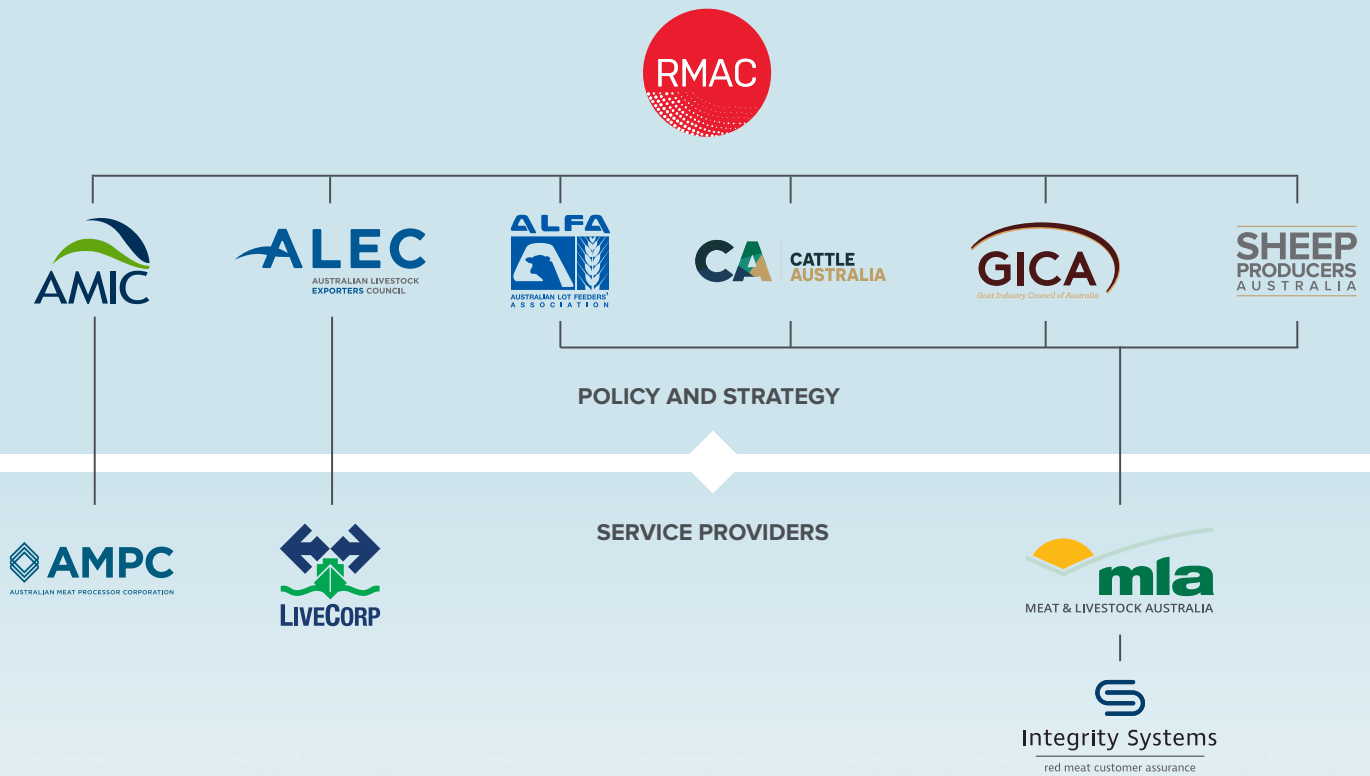 RMAC
AMIC
ALEC
AUSTRALIAN LIVESTOCK
EXPORTERS COUNCIL
ALFA
AUSTRALIAN LOT FEEDERS'
ASSOCIATION
CA
CATTLE
AUSTRALIA
GICA
Goat Industry Council of Australia
SHEEP
PRODUCERS
AUSTRALIA
POLICY AND STRATEGY
SERVICE PROVIDERS
AMPC
AUSTRALIAN MEAT PROCESSOR CORPORATION
LIVECORP
mla
MEAT & LIVESTOCK AUSTRALIA
Integrity Systems
red meat customer assurance